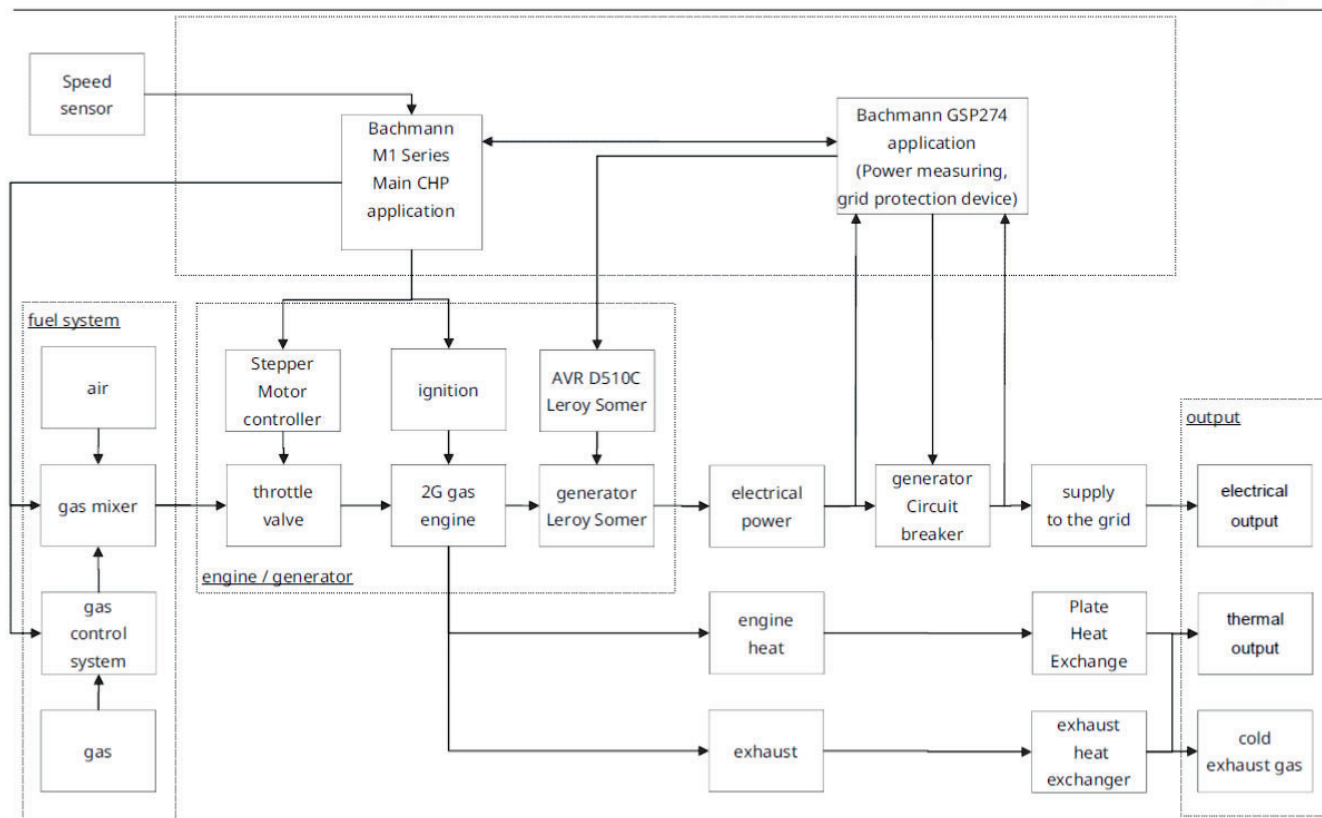 Speed
sensor
Bachmann
M1 Series
Main CHP
application
Bachmann GSP274
application
(Power measuring,
grid protection device)
fuel system
air
gas mixer
gas
control
system
gas
Stepper
Motor
controller
ignition
AVR D510C
Leroy Somer
throttle
valve
2G gas
engine
generator
Leroy Somer
engine / generator
electrical
power
generator
Circuit
breaker
supply
to the grid
engine
heat
Plate
Heat
Exchange
exhaust
exhaust
heat
exchanger
output
electrical
output
thermal
output
cold
exhaust gas